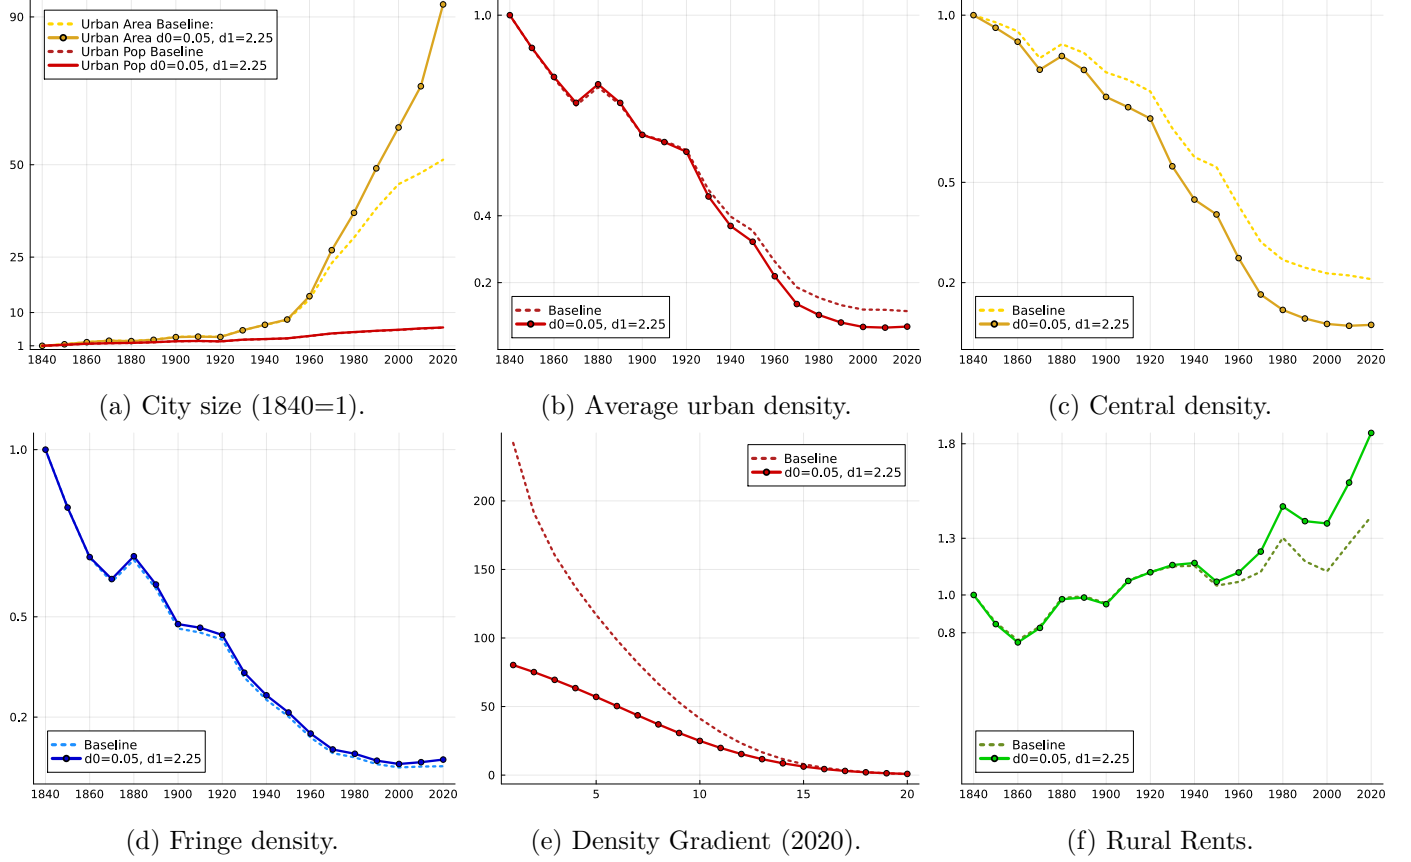 90
50
25
10
1
Urban Area Baseline:
Urban Area d0=0.05, d1=2.25
Urban Pop Baseline
Urban Pop d0=0.05, d1=2.25
1840 1860 1880 1900 1920 1940 1960 1980 2000 2020
(a) City size (1840=1).
1.0
0.4
0.2
Baseline
d0=0.05, d1=2.25
1840 1860 1880 1900 1920 1940 1960 1980 2000 2020
(b) Average urban density.
1.0
0.5
0.2
Baseline
d0=0.05, d1=2.25
1840 1860 1880 1900 1920 1940 1960 1980 2000 2020
(c) Central density.
1.0
0.5
0.2
Baseline
d0=0.05, d1=2.25
1840 1860 1880 1900 1920 1940 1960 1980 2000 2020
(d) Fringe density.
200
150
100
50
0
Baseline
d0=0.05, d1=2.25
5 10 15 20
(e) Density Gradient (2020).
1.8
1.3
1.0
0.8
Baseline
d0=0.05, d1=2.25
1840 1860 1880 1900 1920 1940 1960 1980 2000 2020
(f) Rural Rents.